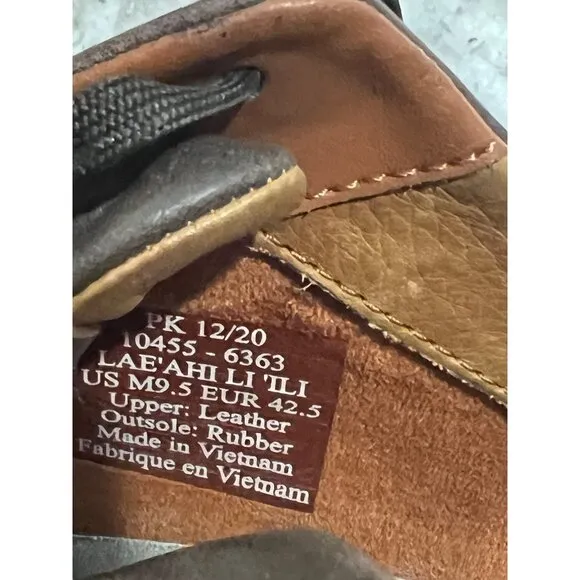 PK 12/20
10455 - 6363
LAE'AHI LI 'ILI
US M9.5 EUR 42.5
Upper: Leather
Outsole: Rubber
Made in Vietnam
Fabrique en Vietnam